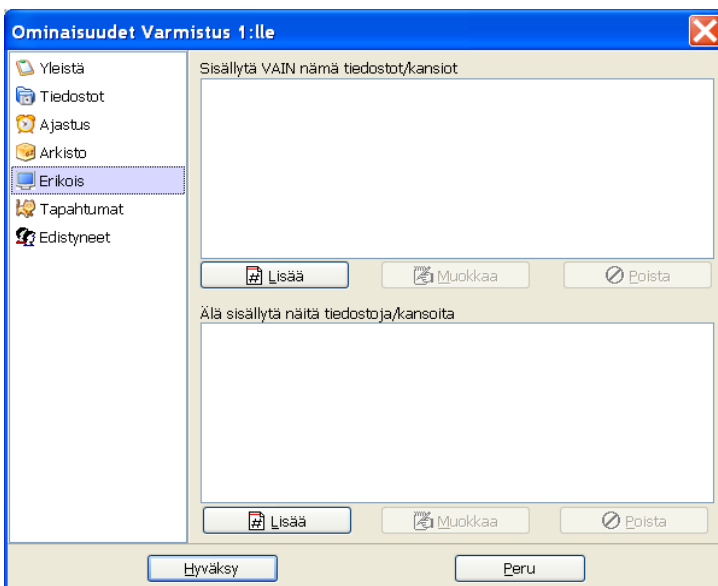 Ominaisuudet Varmistus 1:lle
Yleistä
Tiedostot
Ajastus
Arkisto
Erikois
Tapahtumat
Edistyneet
Sisällytä VAIN nämä tiedostot/kansiot
Lisää
Muokkaa
Poista
Älä sisällytä näitä tiedostoja/kansoita
Lisää
Muokkaa
Poista
Hyväksy
Peru